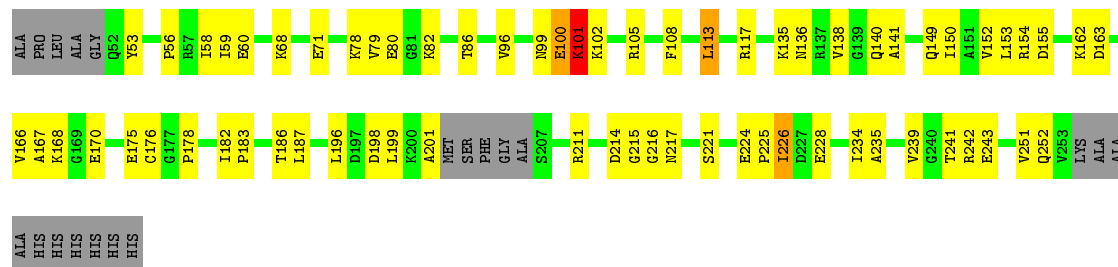 ALA PRO LEU ALA GLY Q52 Y53 P56 R57 I58 I59 E60 K68 E71 K78 V79 E80 G81 K82 T86 V96 N99 E100 K101 K102 R105 F108 L113 R117 K135 N136 R137 V138 G139 Q140 A141 Q149 I150 A151 V152 L153 R154 D155 K162 D163
V166 A167 K168 G169 E170 E175 C176 G177 P178 I182 P183 T186 L187 L196 D197 D198 L199 K200 A201 MET SER PHE GLY ALA S207 R211 D214 G215 G216 N217 S221 E224 P225 I226 D227 E228 I234 A235 V239 G240 T241 R242 E243 V251 Q252 V253 LYS ALA ALA
ALA HIS HIS HIS HIS HIS HIS